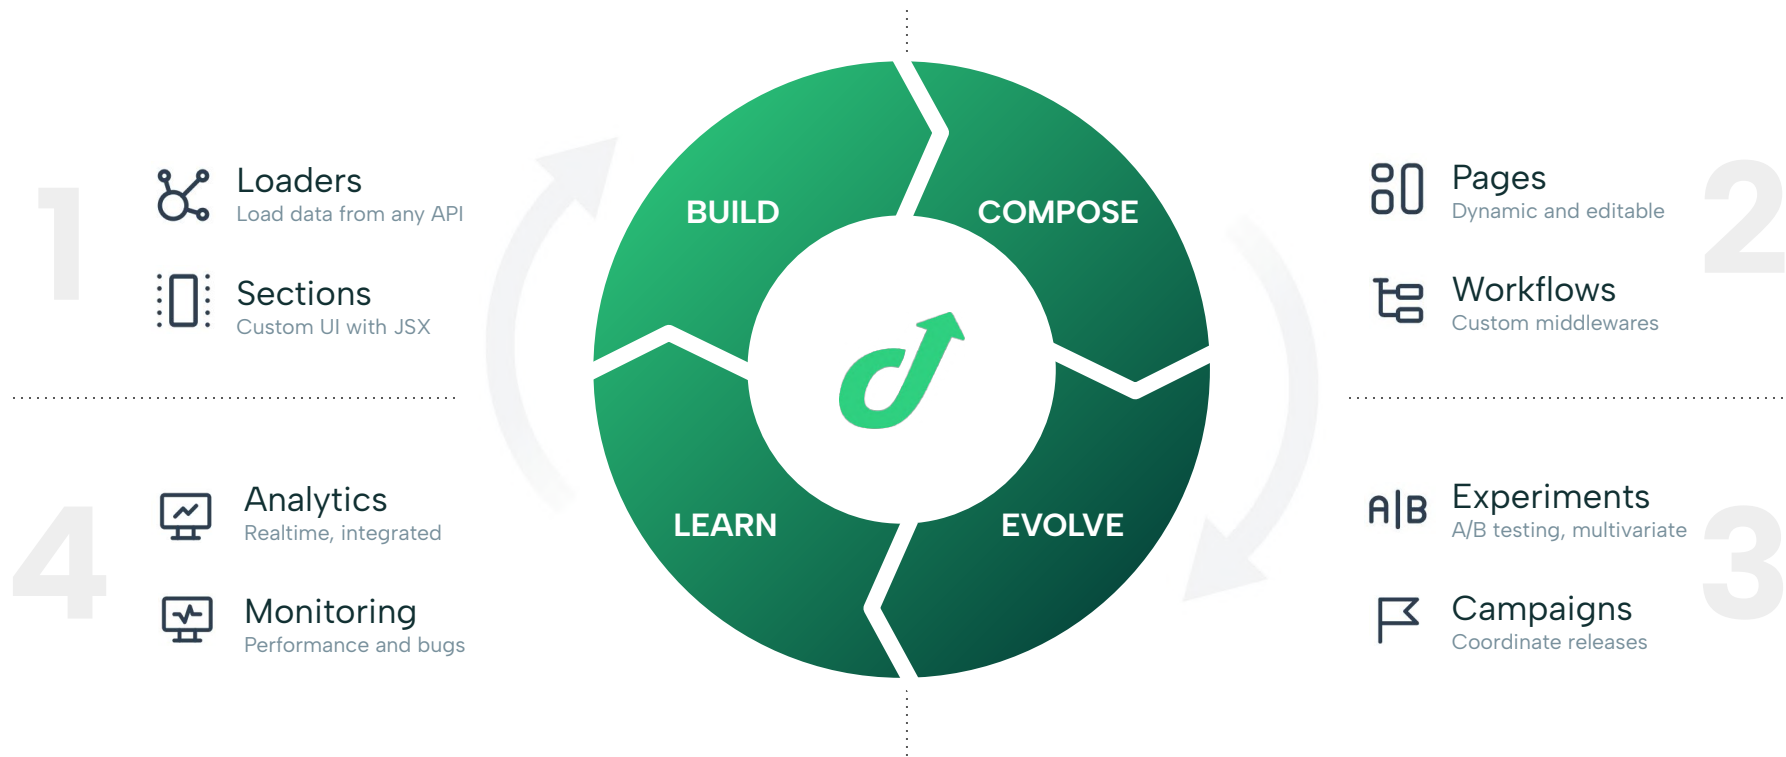 1
Loaders
Load data from any API
Sections
Custom UI with JSX
BUILD
COMPOSE
2
Pages
Dynamic and editable
Workflows
Custom middlewares
A|B
Experiments
A/B testing, multivariate
3
Campaigns
Coordinate releases
EVOLVE
LEARN
4
Analytics
Realtime, integrated
Monitoring
Performance and bugs